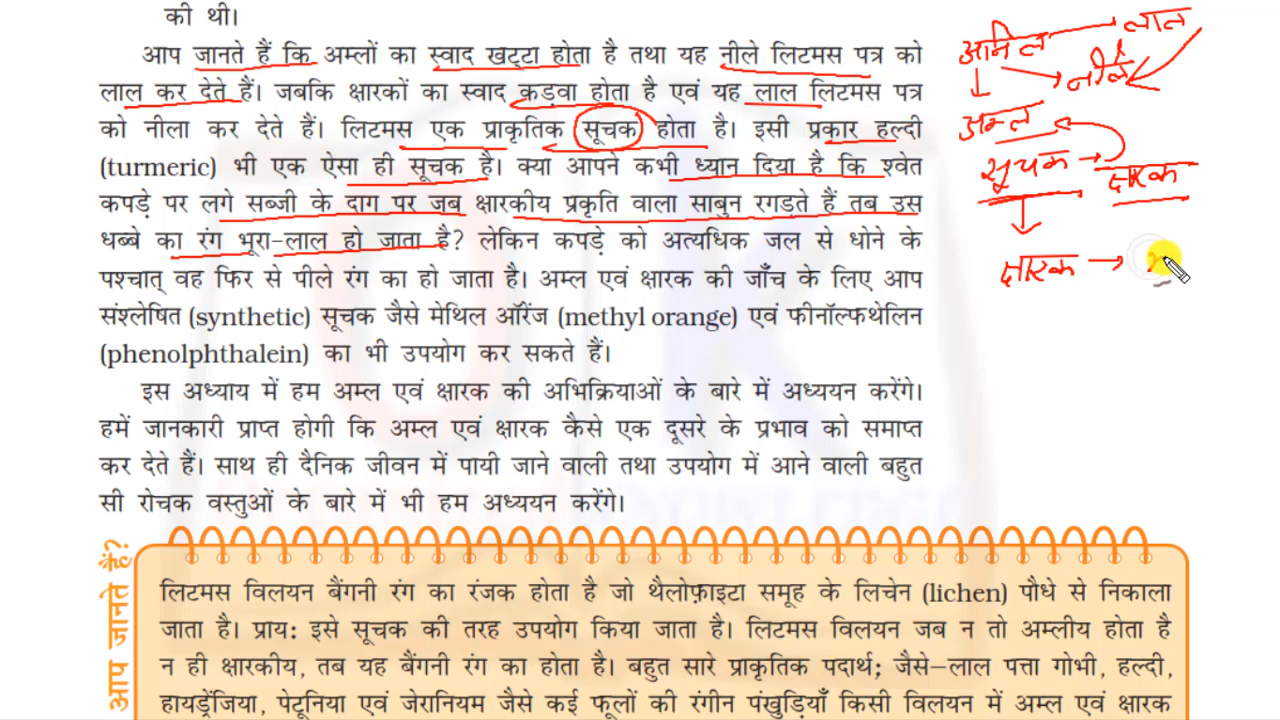 की थी।
आप जानते हैं कि अम्लों का स्वाद खट्टा होता है तथा यह नीले लिटमस पत्र को
लाल कर देते हैं। जबकि क्षारकों का स्वाद कड़वा होता है एवं यह लाल लिटमस पत्र
को नीला कर देते हैं। लिटमस एक प्राकृतिक सूचक होता है। इसी प्रकार हल्दी
(turmeric) भी एक ऐसा ही सूचक है। क्या आपने कभी ध्यान दिया है कि श्वेत
कपड़े पर लगे सब्जी के दाग पर जब क्षारकीय प्रकृति वाला साबुन रगड़ते हैं तब उस
धब्बे का रंग भूरा-लाल हो जाता है? लेकिन कपड़े को अत्यधिक जल से धोने के
पश्चात् वह फिर से पीले रंग का हो जाता है। अम्ल एवं क्षारक की जाँच के लिए आप
संश्लेषित (synthetic) सूचक जैसे मेथिल ऑरेंज (methyl orange) एवं फीनॉल्फथेलिन
(phenolphthalein) का भी उपयोग कर सकते हैं।
इस अध्याय में हम अम्ल एवं क्षारक की अभिक्रियाओं के बारे में अध्ययन करेंगे।
हमें जानकारी प्राप्त होगी कि अम्ल एवं क्षारक कैसे एक दूसरे के प्रभाव को समाप्त
कर देते हैं। साथ ही दैनिक जीवन में पायी जाने वाली तथा उपयोग में आने वाली बहुत
सी रोचक वस्तुओं के बारे में भी हम अध्ययन करेंगे।
लाल
नीले
अम्ल
सूचक → क्षारक
क्षारक →
आप जानते हैं?
लिटमस विलयन बैंगनी रंग का रंजक होता है जो थैलोफ़ाइटा समूह के लिचेन (lichen) पौधे से निकाला
जाता है। प्राय: इसे सूचक की तरह उपयोग किया जाता है। लिटमस विलयन जब न तो अम्लीय होता है
न ही क्षारकीय, तब यह बैंगनी रंग का होता है। बहुत सारे प्राकृतिक पदार्थ; जैसे–लाल पत्ता गोभी, हल्दी,
हायड्रेंजिया, पेटूनिया एवं जेरानियम जैसे कई फूलों की रंगीन पंखुड़ियाँ किसी विलयन में अम्ल एवं क्षारक